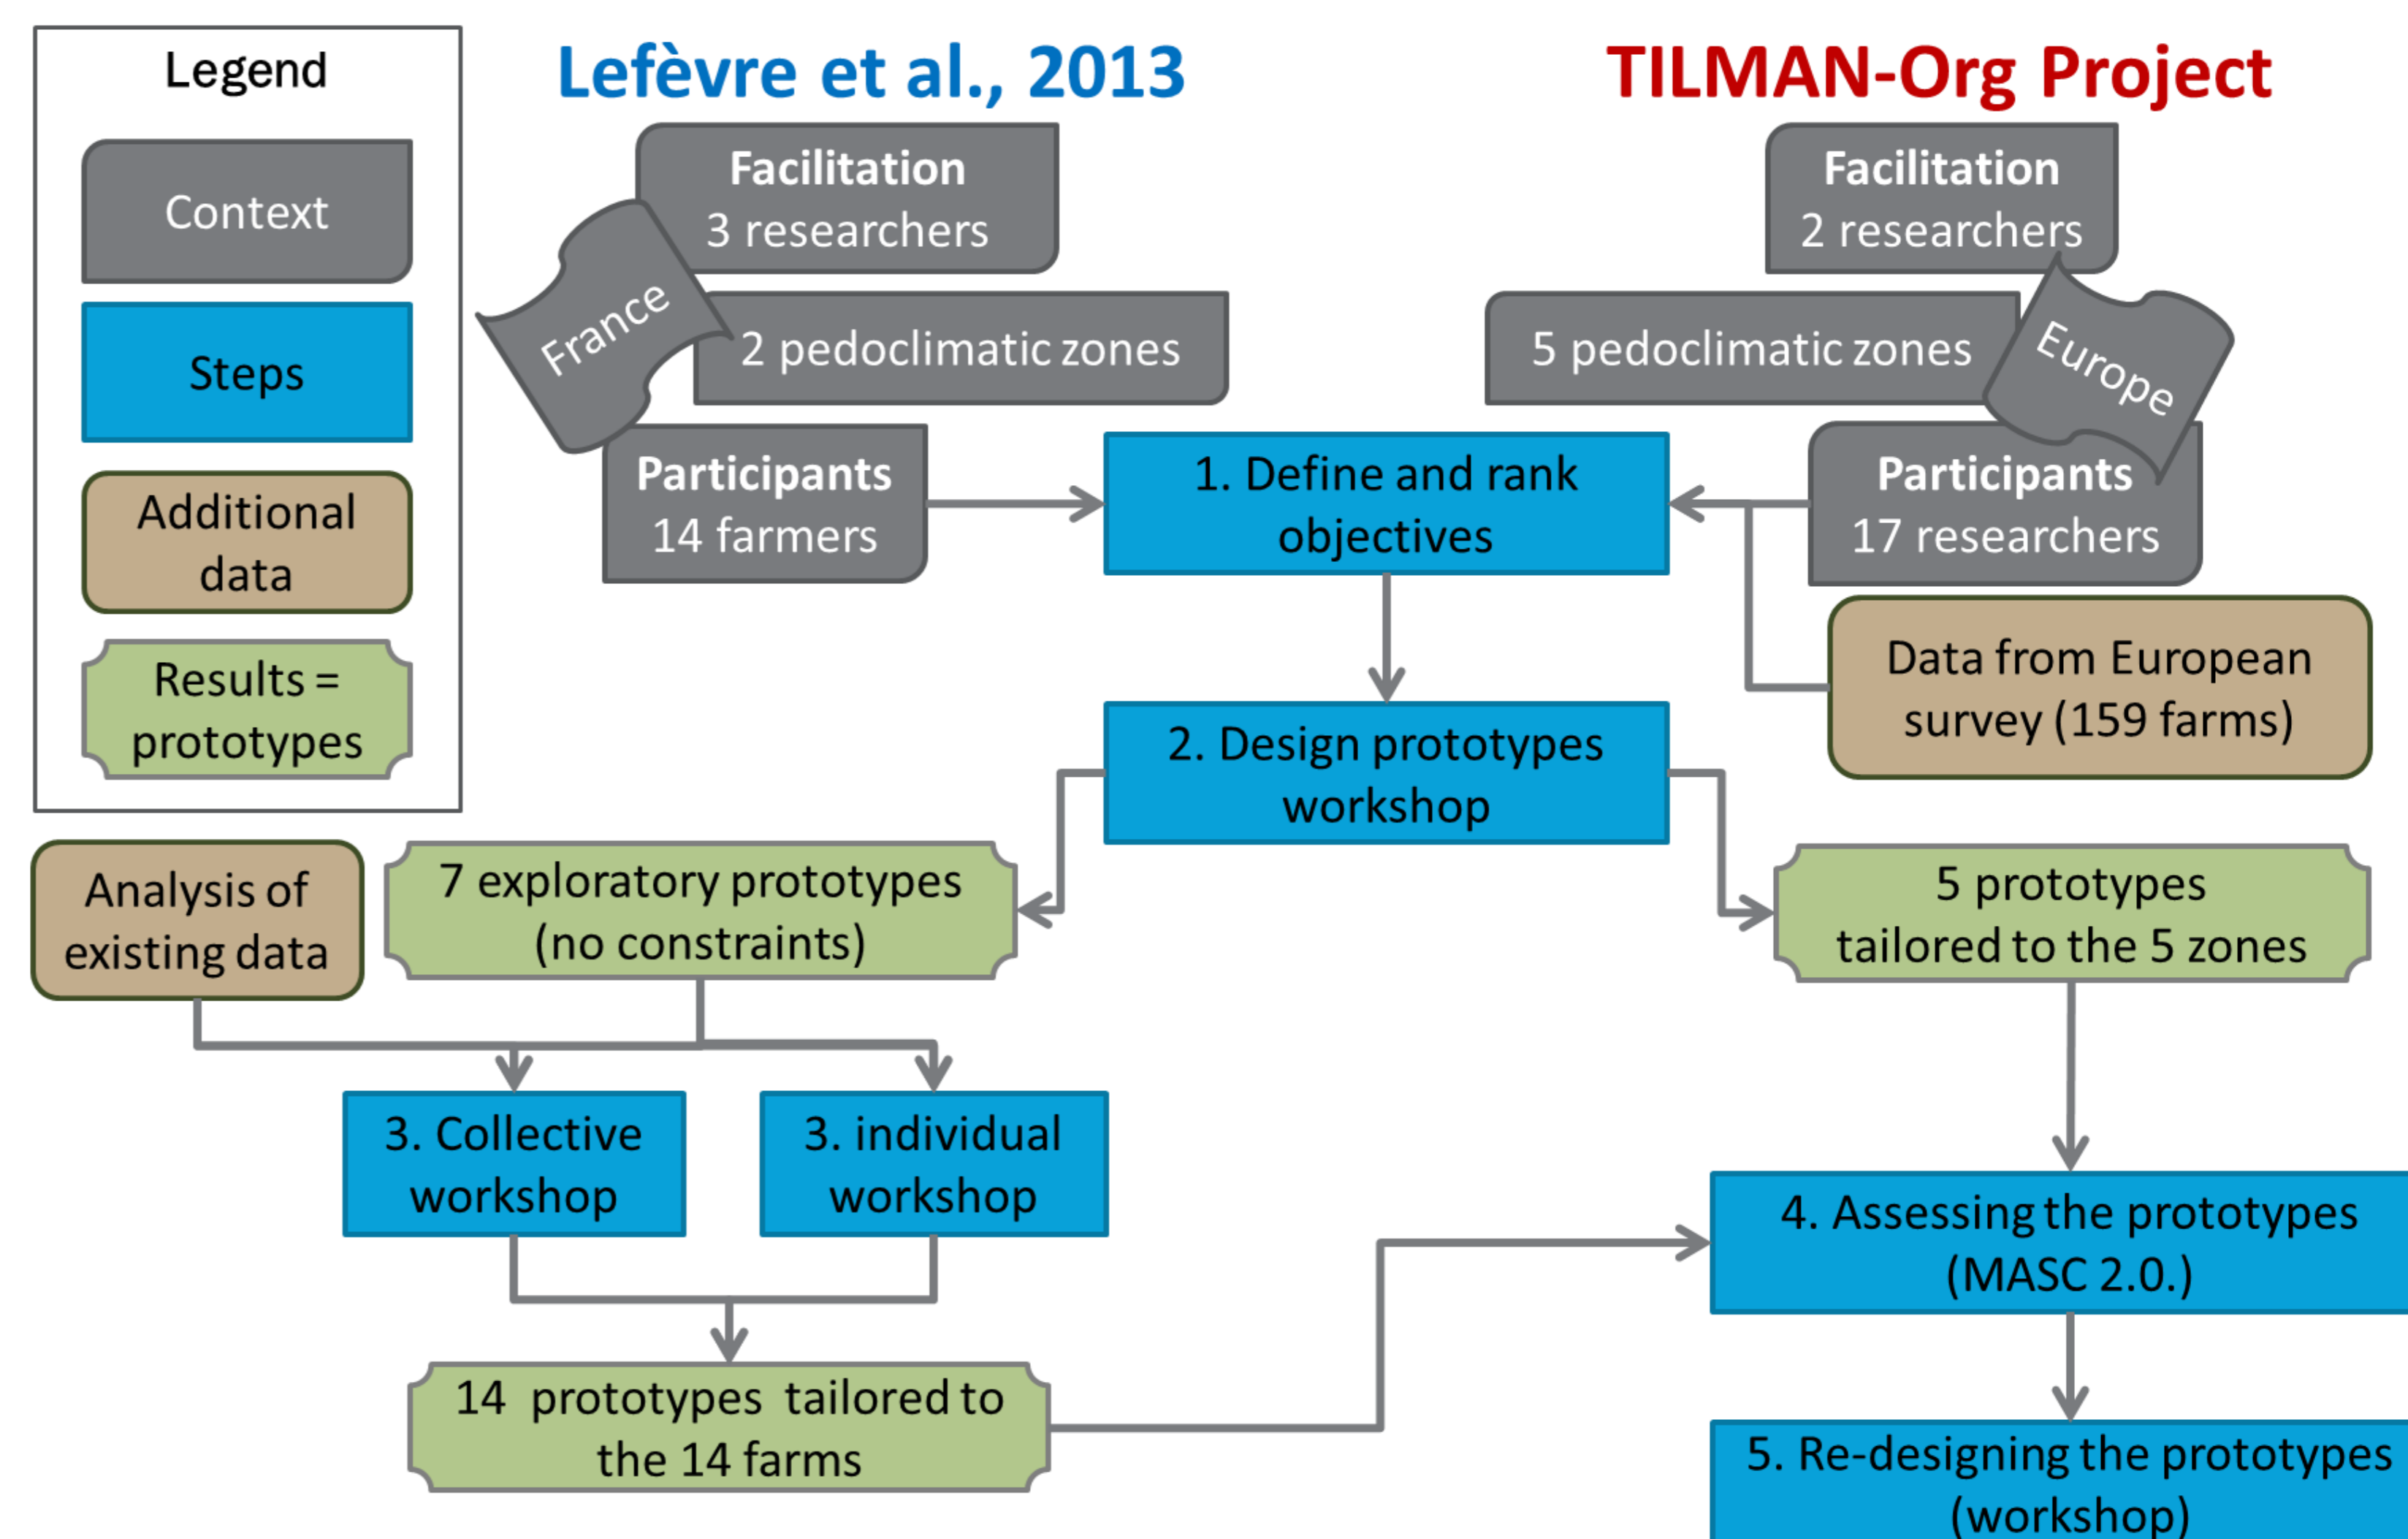 Legend
Context
Steps
Additional
data
Results =
prototypes
Lefèvre et al., 2013
Facilitation
3 researchers
France
2 pedoclimatic zones
Participants
14 farmers
TILMAN-Org Project
Facilitation
2 researchers
5 pedoclimatic zones
Europe
Participants
17 researchers
1. Define and rank
objectives
Data from European
survey (159 farms)
2. Design prototypes
workshop
Analysis of
existing data
7 exploratory prototypes
(no constraints)
5 prototypes
tailored to the 5 zones
3. Collective
workshop
3. individual
workshop
4. Assessing the prototypes
(MASC 2.0.)
14 prototypes tailored to
the 14 farms
5. Re-designing the prototypes
(workshop)